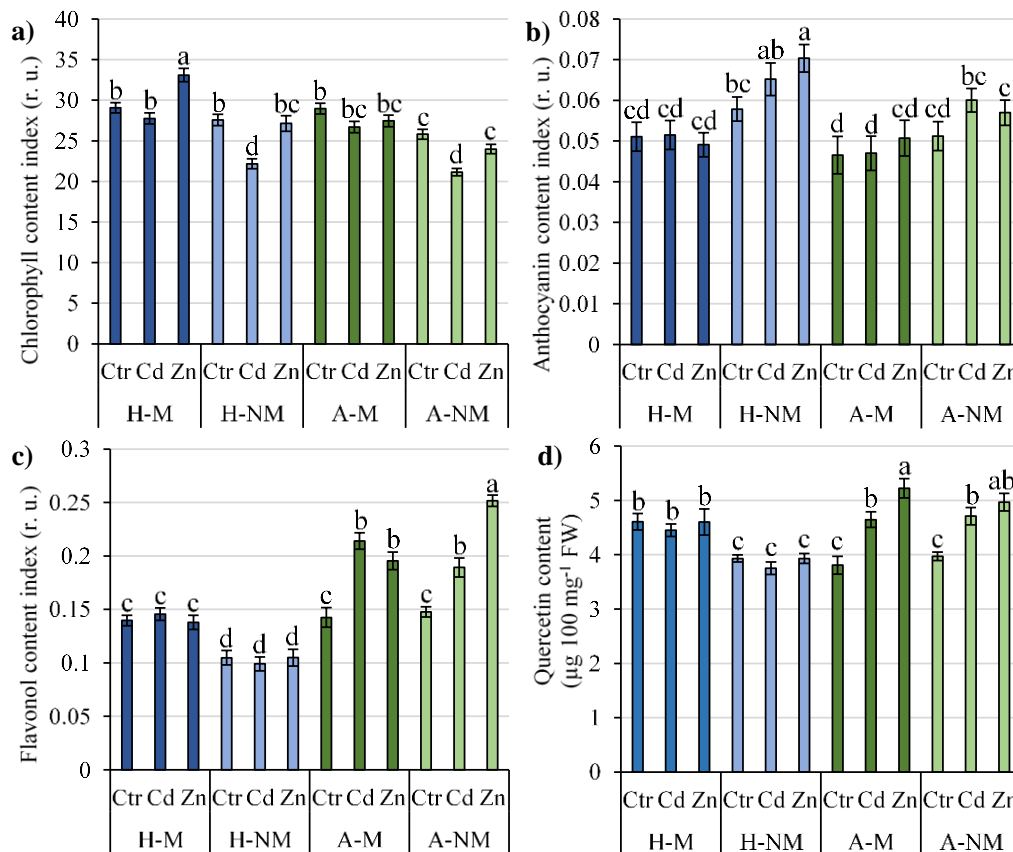 a)
Chlorophyll content index (r. u.)
40
35
30
25
20
15
10
5
0
b b a b d bc b bc bc c d c
Ctr Cd Zn Ctr Cd Zn Ctr Cd Zn Ctr Cd Zn
H-M H-NM A-M A-NM
b)
Anthocyanin content index (r. u.)
0.08
0.07
0.06
0.05
0.04
0.03
0.02
0.01
0
cd cd cd bc ab a d d cd cd bc c
Ctr Cd Zn Ctr Cd Zn Ctr Cd Zn Ctr Cd Zn
H-M H-NM A-M A-NM
c)
Flavonol content index (r. u.)
0.3
0.25
0.2
0.15
0.1
0.05
0
c c c d d d c b b c b a
Ctr Cd Zn Ctr Cd Zn Ctr Cd Zn Ctr Cd Zn
H-M H-NM A-M A-NM
d)
Quercetin content
(µg 100 mg⁻¹ FW)
6
5
4
3
2
1
0
b b b c c c c b a c b ab
Ctr Cd Zn Ctr Cd Zn Ctr Cd Zn Ctr Cd Zn
H-M H-NM A-M A-NM